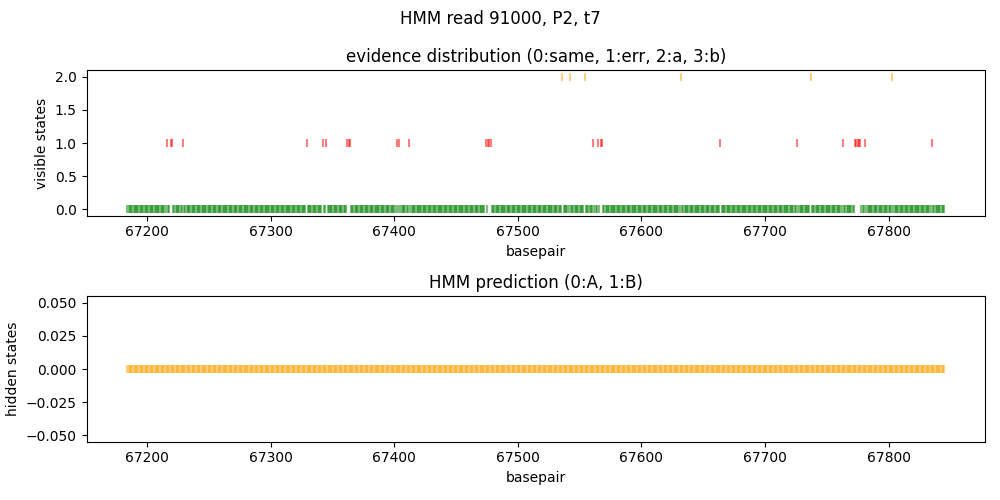 HMM read 91000, P2, t7
evidence distribution (0:same, 1:err, 2:a, 3:b)
visible states
2.0
1.5
1.0
0.5
0.0
67200 67300 67400 67500 67600 67700 67800
basepair
HMM prediction (0:A, 1:B)
hidden states
0.050
0.025
0.000
−0.025
−0.050
67200 67300 67400 67500 67600 67700 67800
basepair